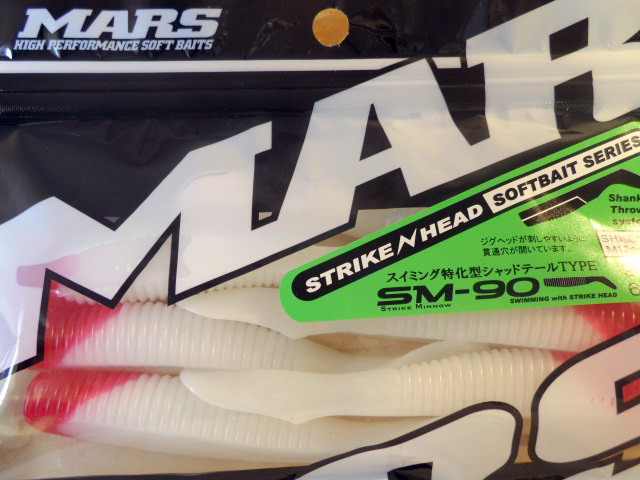 MARS
HIGH PERFORMANCE SOFT BAITS
MAR
STRIKE N HEAD SOFTBAIT SERIES
Shank
Throw
system
ジグヘッドが刺しやすいように
貫通穴が開いています。
スイミング特化型シャッドテールTYPE
SM-90
STRIKE MINNOW
SWIMMING with STRIKE HEAD